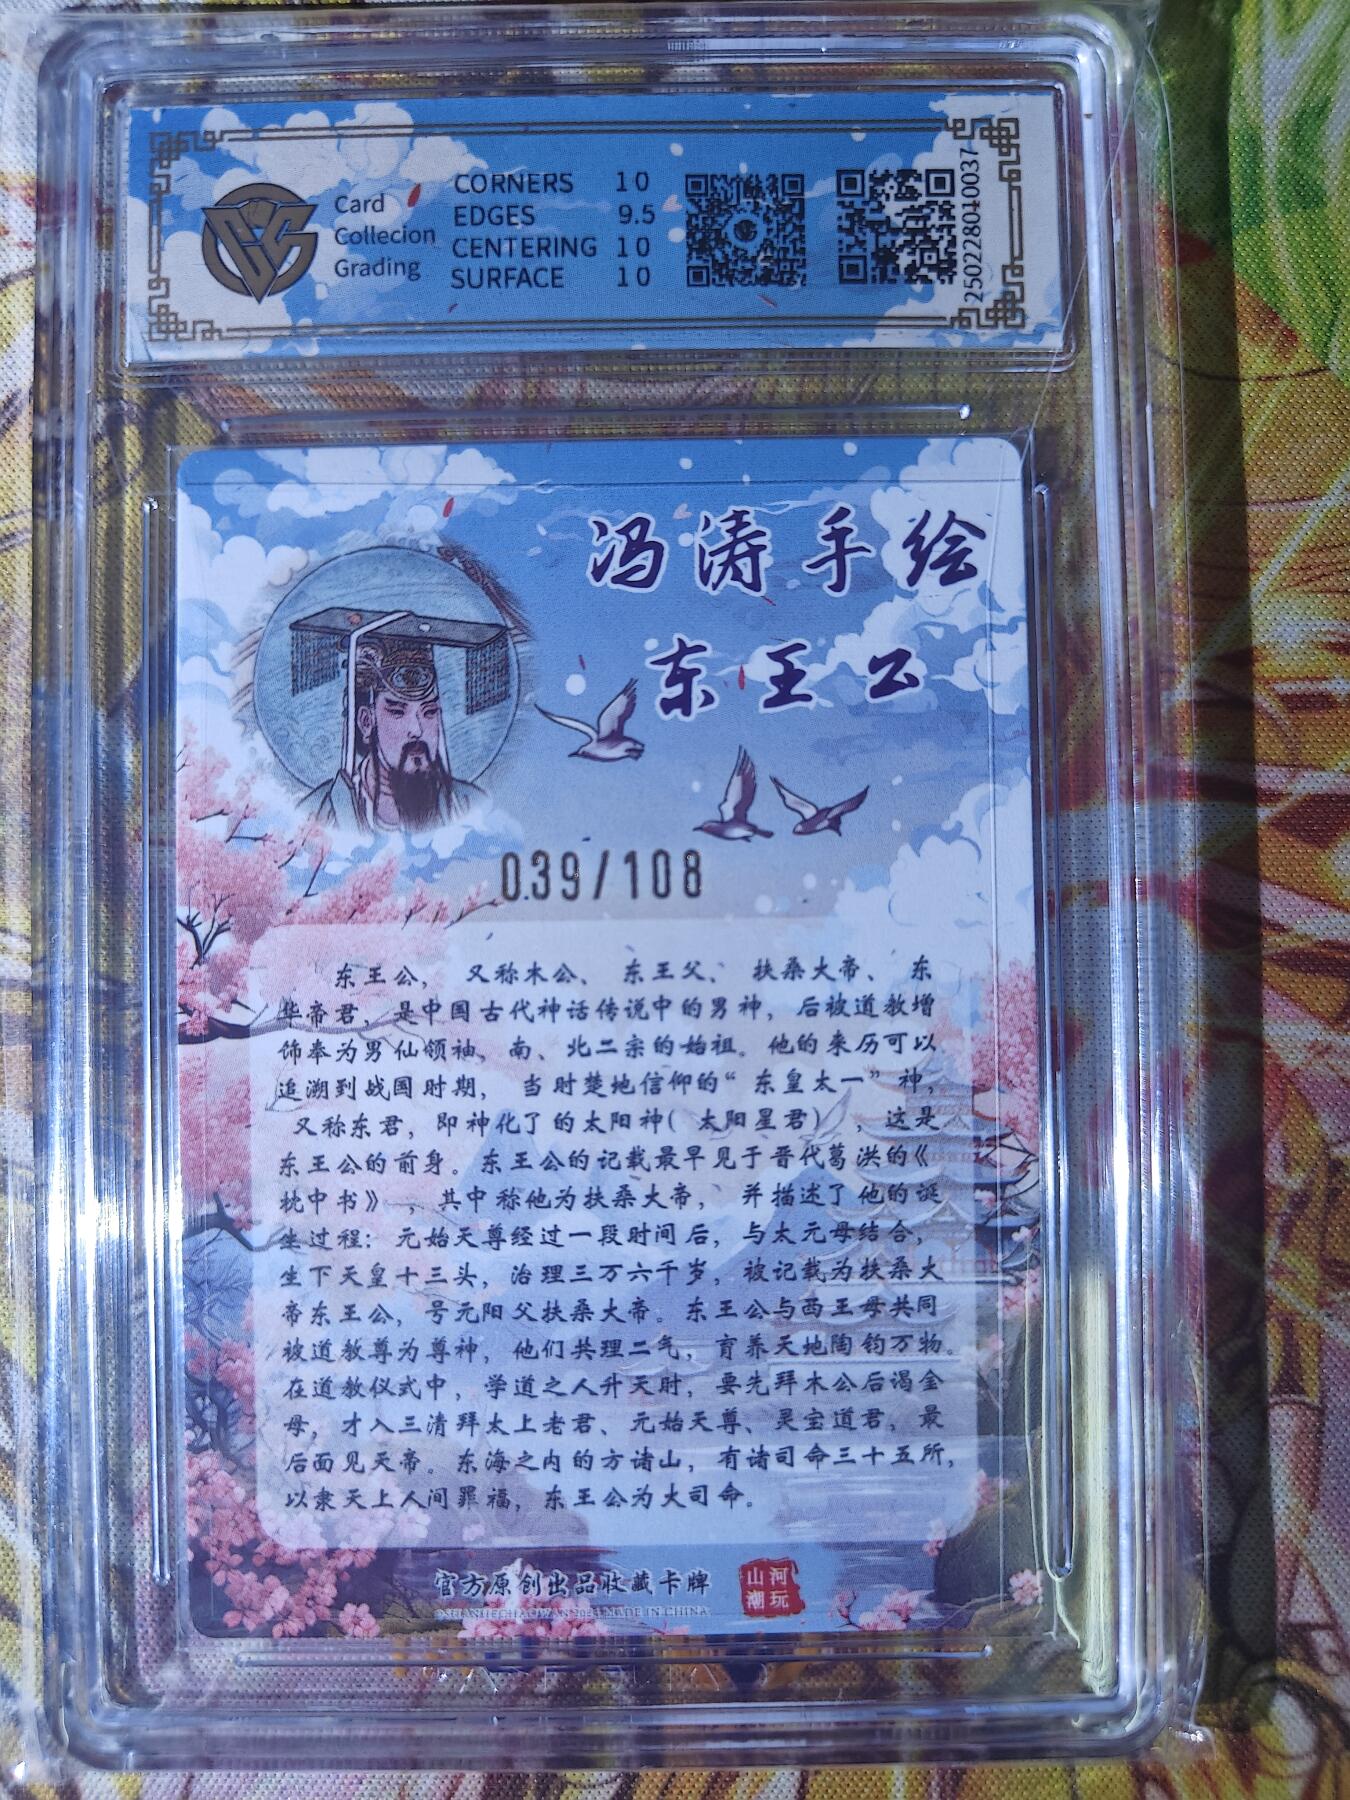 Card
Collecion
Grading
CORNERS 10
EDGES 9.5
CENTERING 10
SURFACE 10
250228010037
冯涛手绘
东王公
039/108
东王公， 又称木公、 东王父、 扶桑大帝、 东
华帝君，是中国古代神话传说中的男神，后被道教增
饰奉为男仙领袖，南、北二宗的始祖。他的来历可以
追溯到战国时期， 当时楚地信仰的“东皇太一”神，
又称东君，即神化了的太阳神（太阳星君），这是
东王公的前身。东王公的记载最早见于晋代葛洪的《
枕中书》，其中称他为扶桑大帝， 并描述了他的诞
生过程：元始天尊经过一段时间后，与太元母结合，
生下天皇十三头，治理三万六千岁，被记载为扶桑大
帝东王公，号元阳父扶桑大帝。东王公与西王母共同
被道教尊为尊神，他们共理二气，育养天地陶钧万物。
在道教仪式中，学道之人升天时，要先拜木公后谒金
母，才入三清拜太上老君、元始天尊、灵宝道君，最
后面见天帝。东海之内的方诸山，有诸司命三十五所，
以隶天上人间罪福，东王公为大司命。
官方原创出品收藏卡牌
山河
潮玩